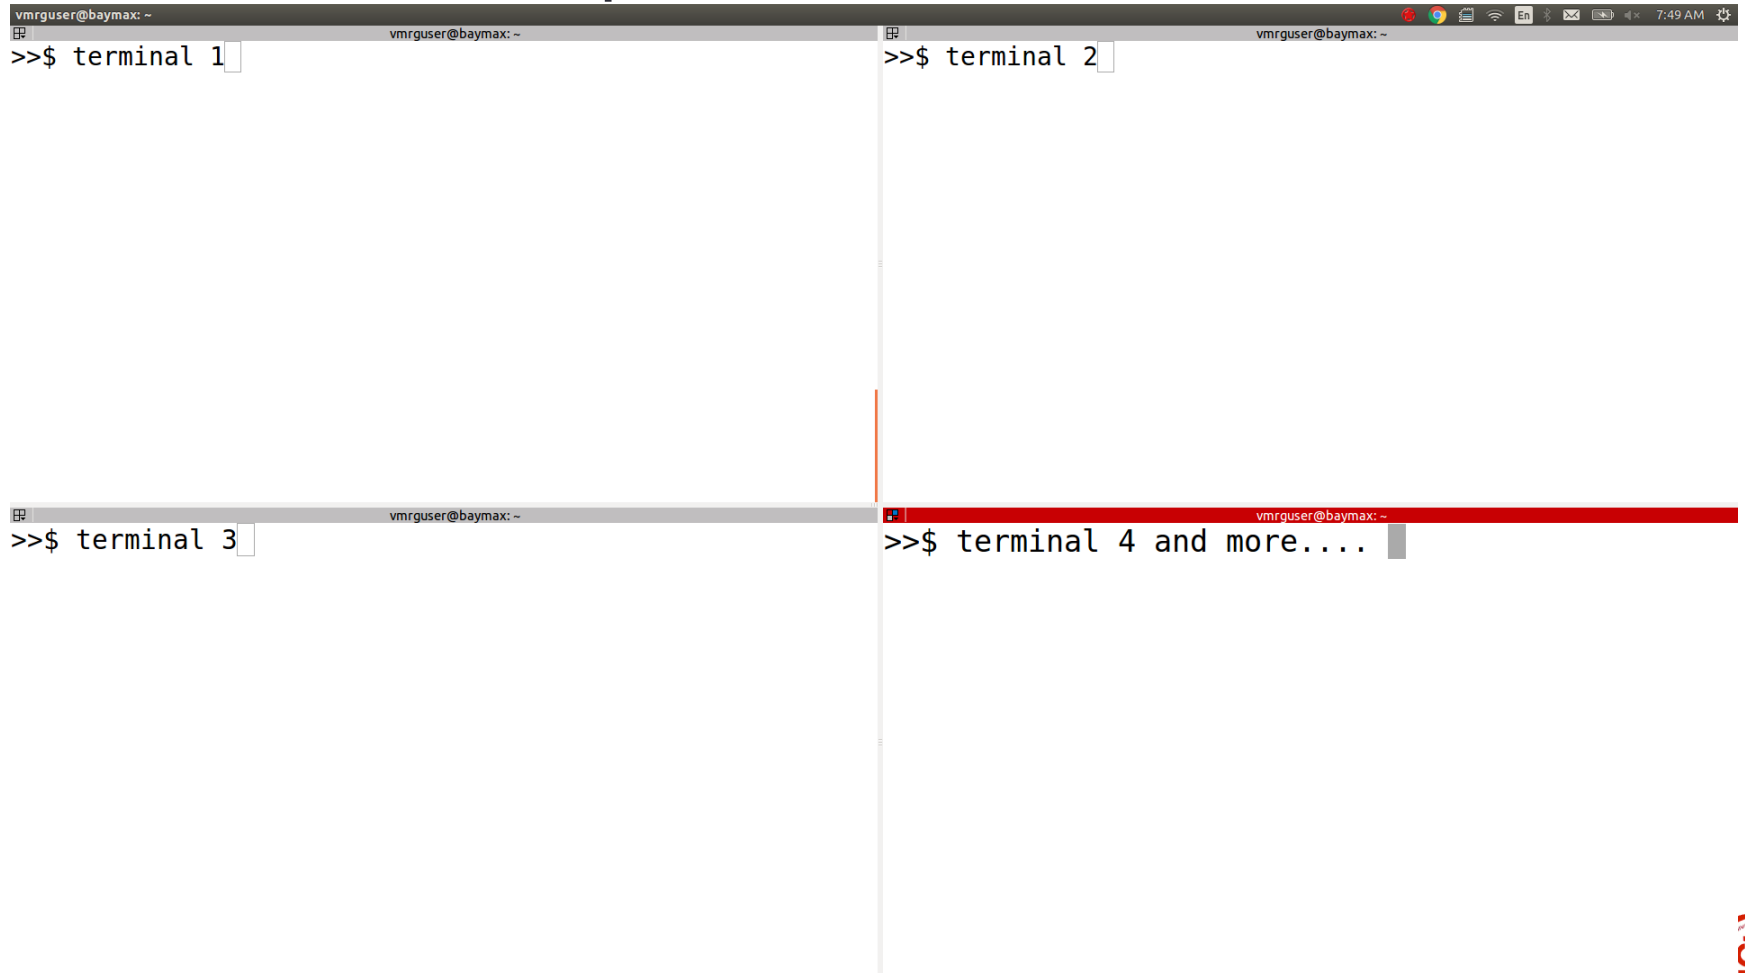 vmrguser@baymax: ~
En
7:49 AM
vmrguser@baymax: ~
>>$ terminal 1
vmrguser@baymax: ~
>>$ terminal 2
vmrguser@baymax: ~
>>$ terminal 3
vmrguser@baymax: ~
>>$ terminal 4 and more....